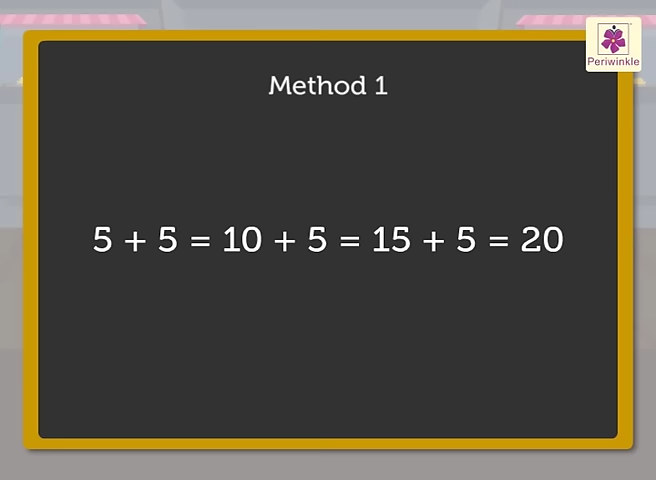 Periwinkle
Method 1
5 + 5 = 10 + 5 = 15 + 5 = 20